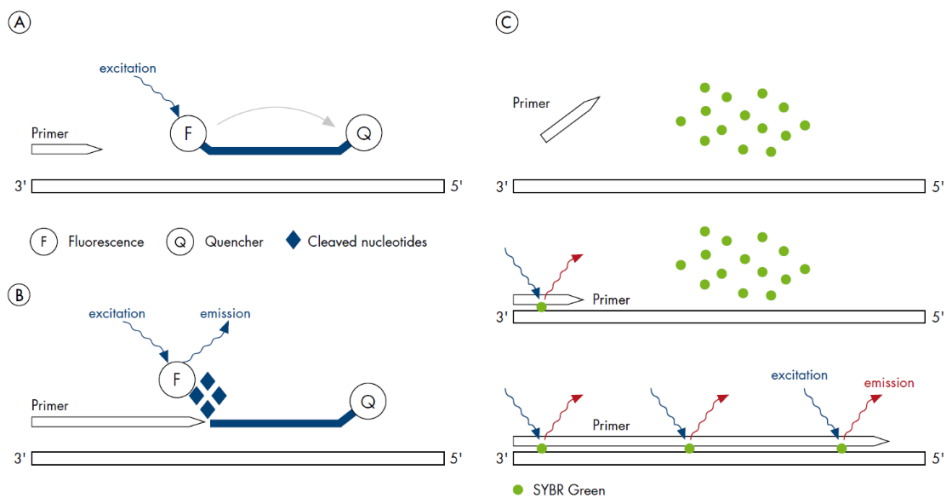 A
excitation
Primer
F
Q
3'
5'
F Fluorescence
Q Quencher
Cleaved nucleotides
B
excitation
emission
F
Q
Primer
3'
5'
C
Primer
3'
5'
Primer
3'
5'
excitation
emission
Primer
3'
5'
SYBR Green